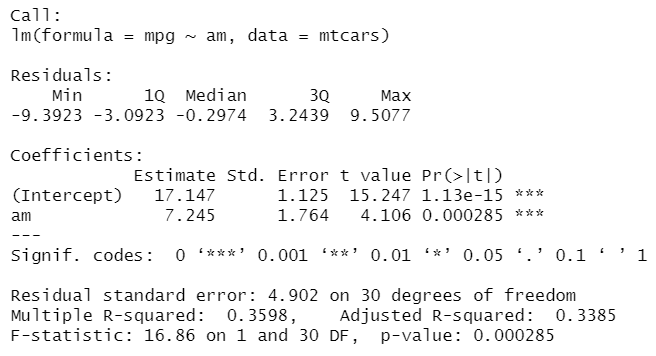 Call:
lm(formula = mpg ~ am, data = mtcars)
Residuals:
    Min      1Q  Median      3Q     Max
-9.3923 -3.0923 -0.2974  3.2439  9.5077
Coefficients:
            Estimate Std. Error t value Pr(>|t|)
(Intercept)   17.147      1.125  15.247 1.13e-15 ***
am             7.245      1.764   4.106 0.000285 ***
---
Signif. codes:  0 ‘***’ 0.001 ‘**’ 0.01 ‘*’ 0.05 ‘.’ 0.1 ‘ ’ 1
Residual standard error: 4.902 on 30 degrees of freedom
Multiple R-squared:  0.3598,    Adjusted R-squared:  0.3385
F-statistic: 16.86 on 1 and 30 DF,  p-value: 0.000285